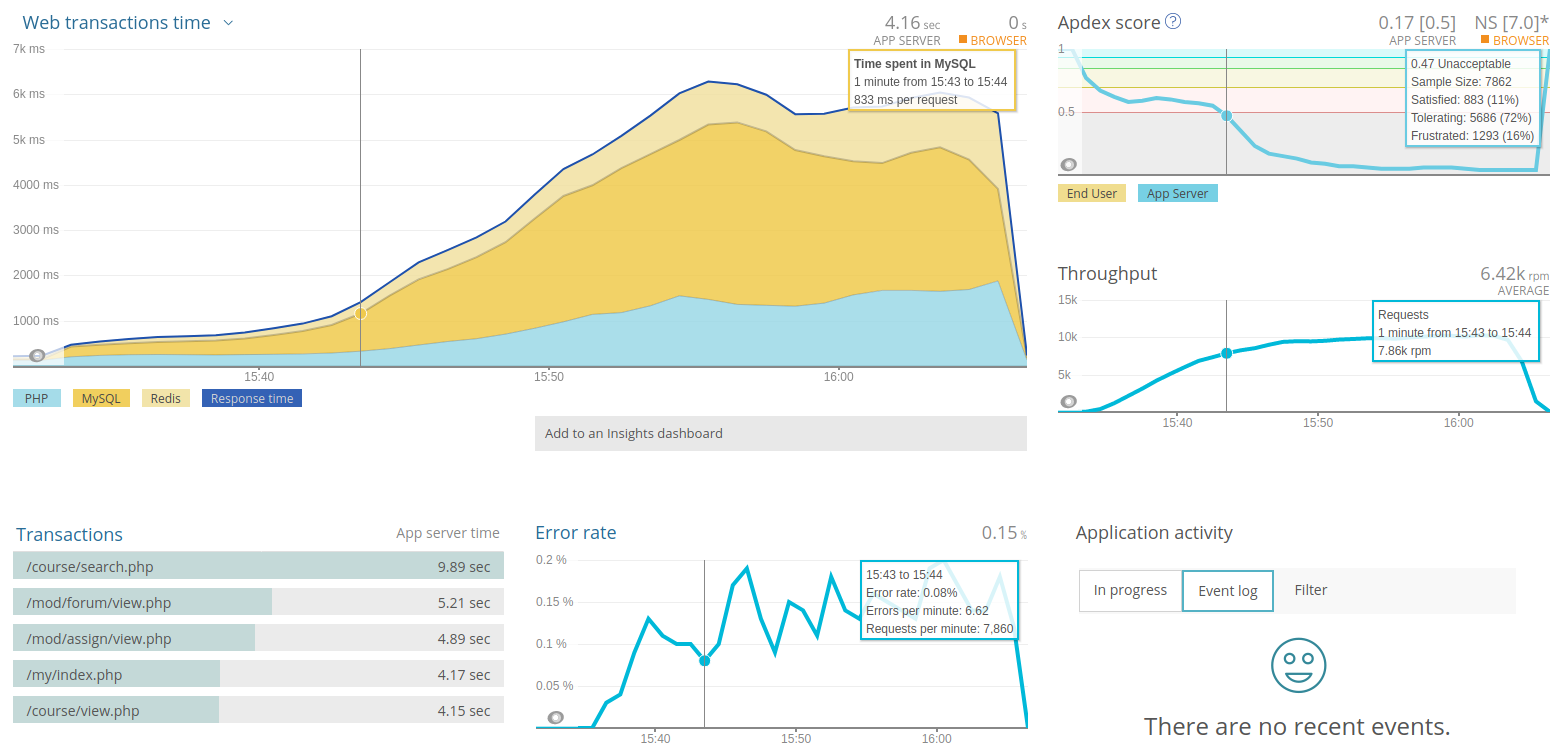 Web transactions time
4.16 sec
APP SERVER
0 s
BROWSER
7k ms
6k ms
5k ms
4000 ms
3000 ms
2000 ms
1000 ms
Time spent in MySQL
1 minute from 15:43 to 15:44
833 ms per request
15:40
15:50
16:00
PHP
MySQL
Redis
Response time
Add to an Insights dashboard
Apdex score ?
0.17 [0.5]
APP SERVER
NS [7.0]*
BROWSER
1
0.5
0.47 Unacceptable
Sample Size: 7862
Satisfied: 883 (11%)
Tolerating: 5686 (72%)
Frustrated: 1293 (16%)
End User
App Server
Throughput
6.42k rpm
AVERAGE
15k
10k
5k
Requests
1 minute from 15:43 to 15:44
7.86k rpm
15:40
15:50
16:00
Transactions
App server time
/course/search.php 9.89 sec
/mod/forum/view.php 5.21 sec
/mod/assign/view.php 4.89 sec
/my/index.php 4.17 sec
/course/view.php 4.15 sec
Error rate
0.15 %
0.2 %
0.15 %
0.1 %
0.05 %
15:43 to 15:44
Error rate: 0.08%
Errors per minute: 6.62
Requests per minute: 7,860
15:40
15:50
16:00
Application activity
In progress
Event log
Filter
There are no recent events.